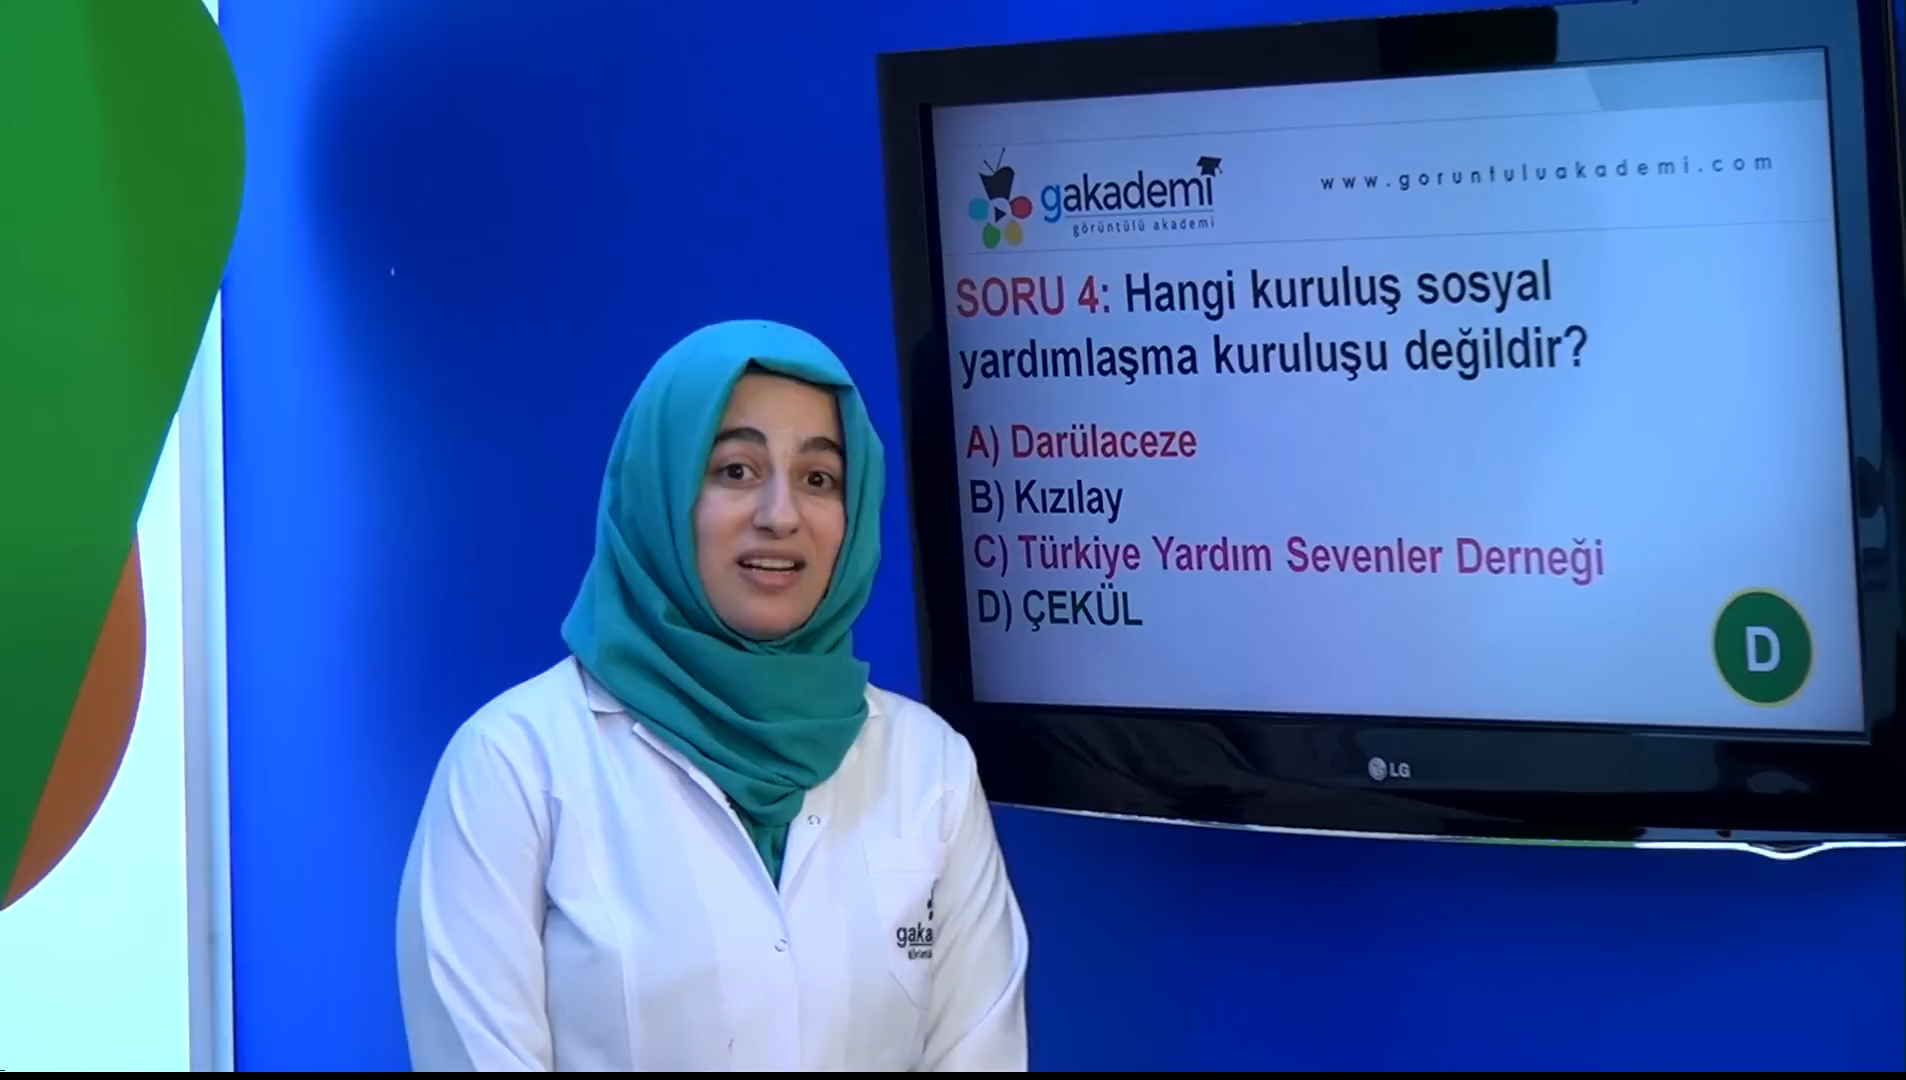 gakademi
görüntülü akademi
www.goruntuluakademi.com
SORU 4: Hangi kuruluş sosyal
yardımlaşma kuruluşu değildir?
A) Darülaceze
B) Kızılay
C) Türkiye Yardım Sevenler Derneği
D) ÇEKÜL
D
LG
gaka